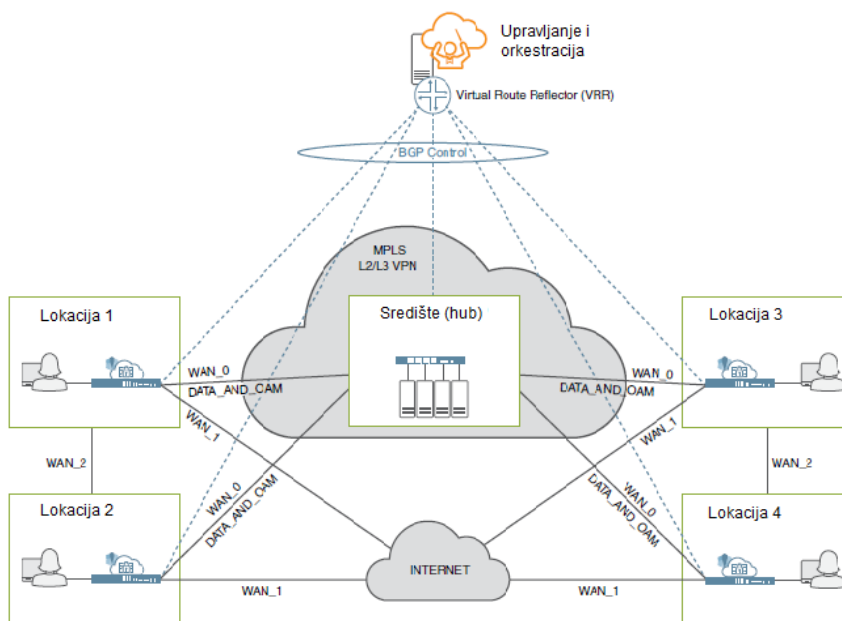 Upravljanje i
orkestracija
Virtual Route Reflector (VRR)
BGP Control
MPLS
L2/L3 VPN
Lokacija 1
Središte (hub)
Lokacija 3
WAN_0
DATA_AND_OAM
WAN_0
DATA_AND_OAM
WAN_1
WAN_1
WAN_2
WAN_2
Lokacija 2
WAN_0
DATA_AND_OAM
WAN_0
DATA_AND_OAM
Lokacija 4
INTERNET
WAN_1
WAN_1